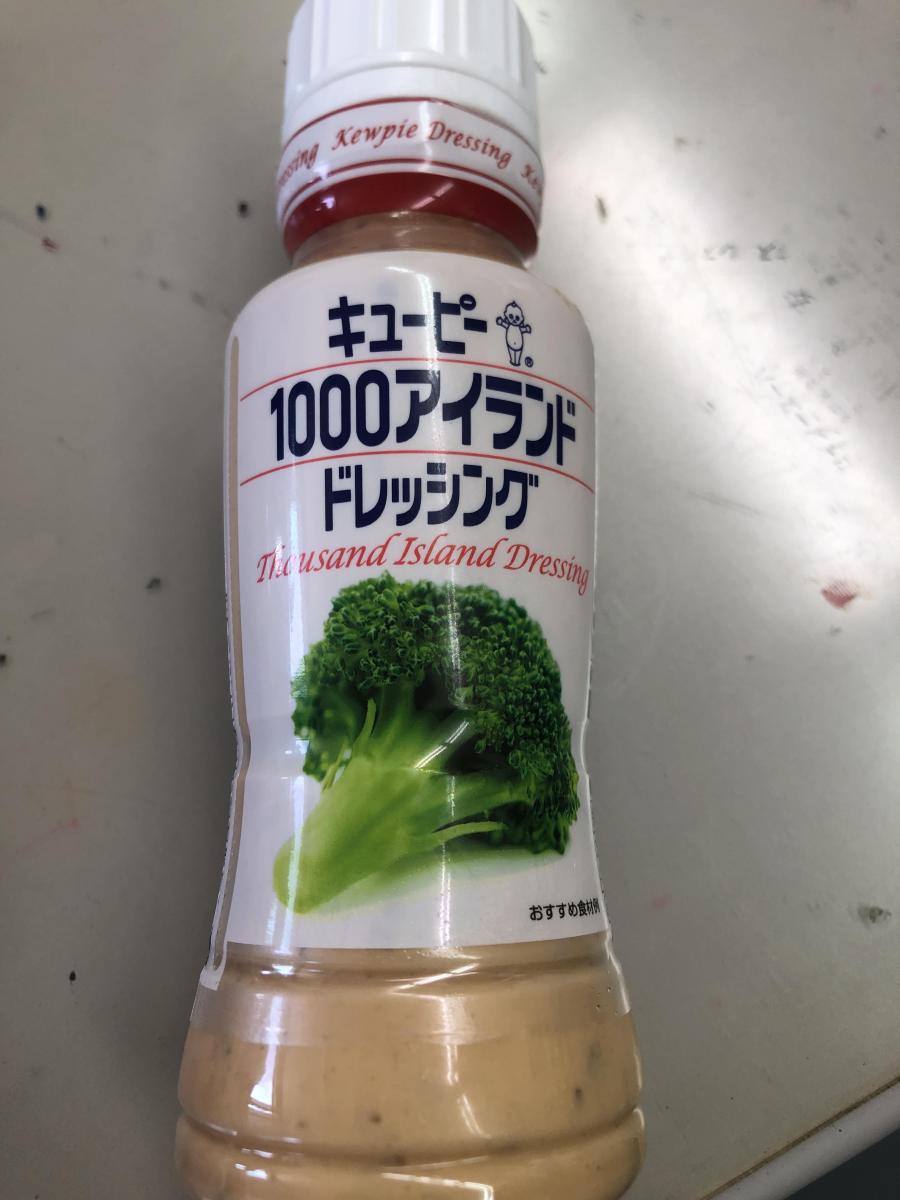 Kewpie Dressing
キユーピー
1000アイランド
ドレッシング
Thousand Island Dressing
おすすめ食材例